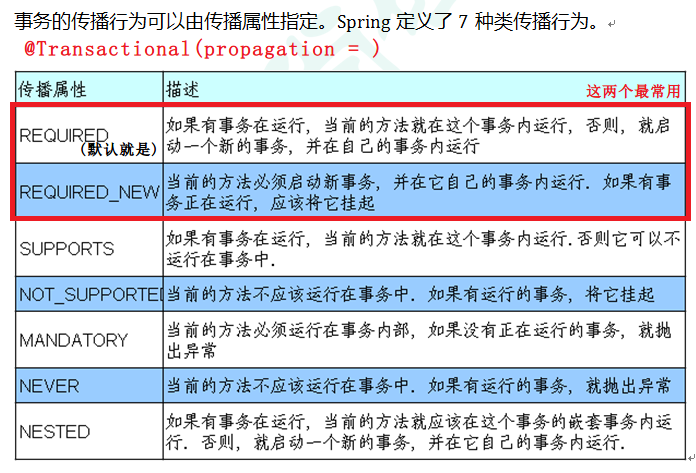 事务的传播行为可以由传播属性指定。Spring 定义了 7 种类传播行为。
@Transactional(propagation = )
传播属性 描述 这两个最常用
REQUIRED
(默认就是)
如果有事务在运行, 当前的方法就在这个事务内运行, 否则, 就启
动一个新的事务, 并在自己的事务内运行
REQUIRED_NEW
当前的方法必须启动新事务, 并在它自己的事务内运行. 如果有事
务正在运行, 应该将它挂起
SUPPORTS
如果有事务在运行, 当前的方法就在这个事务内运行. 否则它可以不
运行在事务中.
NOT_SUPPORTED
当前的方法不应该运行在事务中. 如果有运行的事务, 将它挂起
MANDATORY
当前的方法必须运行在事务内部, 如果没有正在运行的事务, 就抛
出异常
NEVER
当前的方法不应该运行在事务中. 如果有运行的事务, 就抛出异常
NESTED
如果有事务在运行, 当前的方法就应该在这个事务的嵌套事务内运
行. 否则, 就启动一个新的事务, 并在它自己的事务内运行.